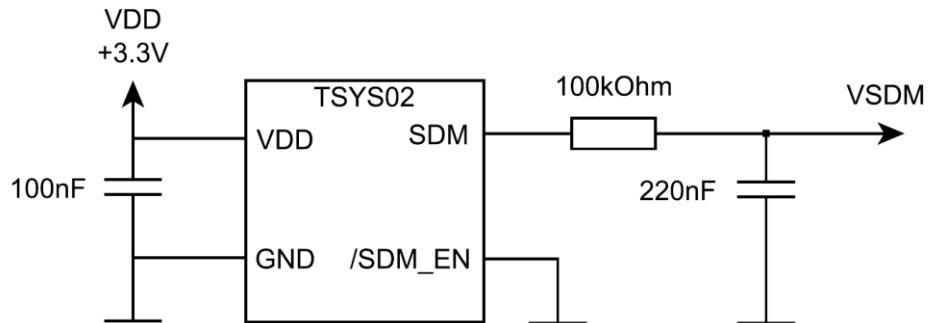 VDD
+3.3V
TSYS02
100kOhm
VSDM
VDD
SDM
100nF
220nF
GND
/SDM_EN